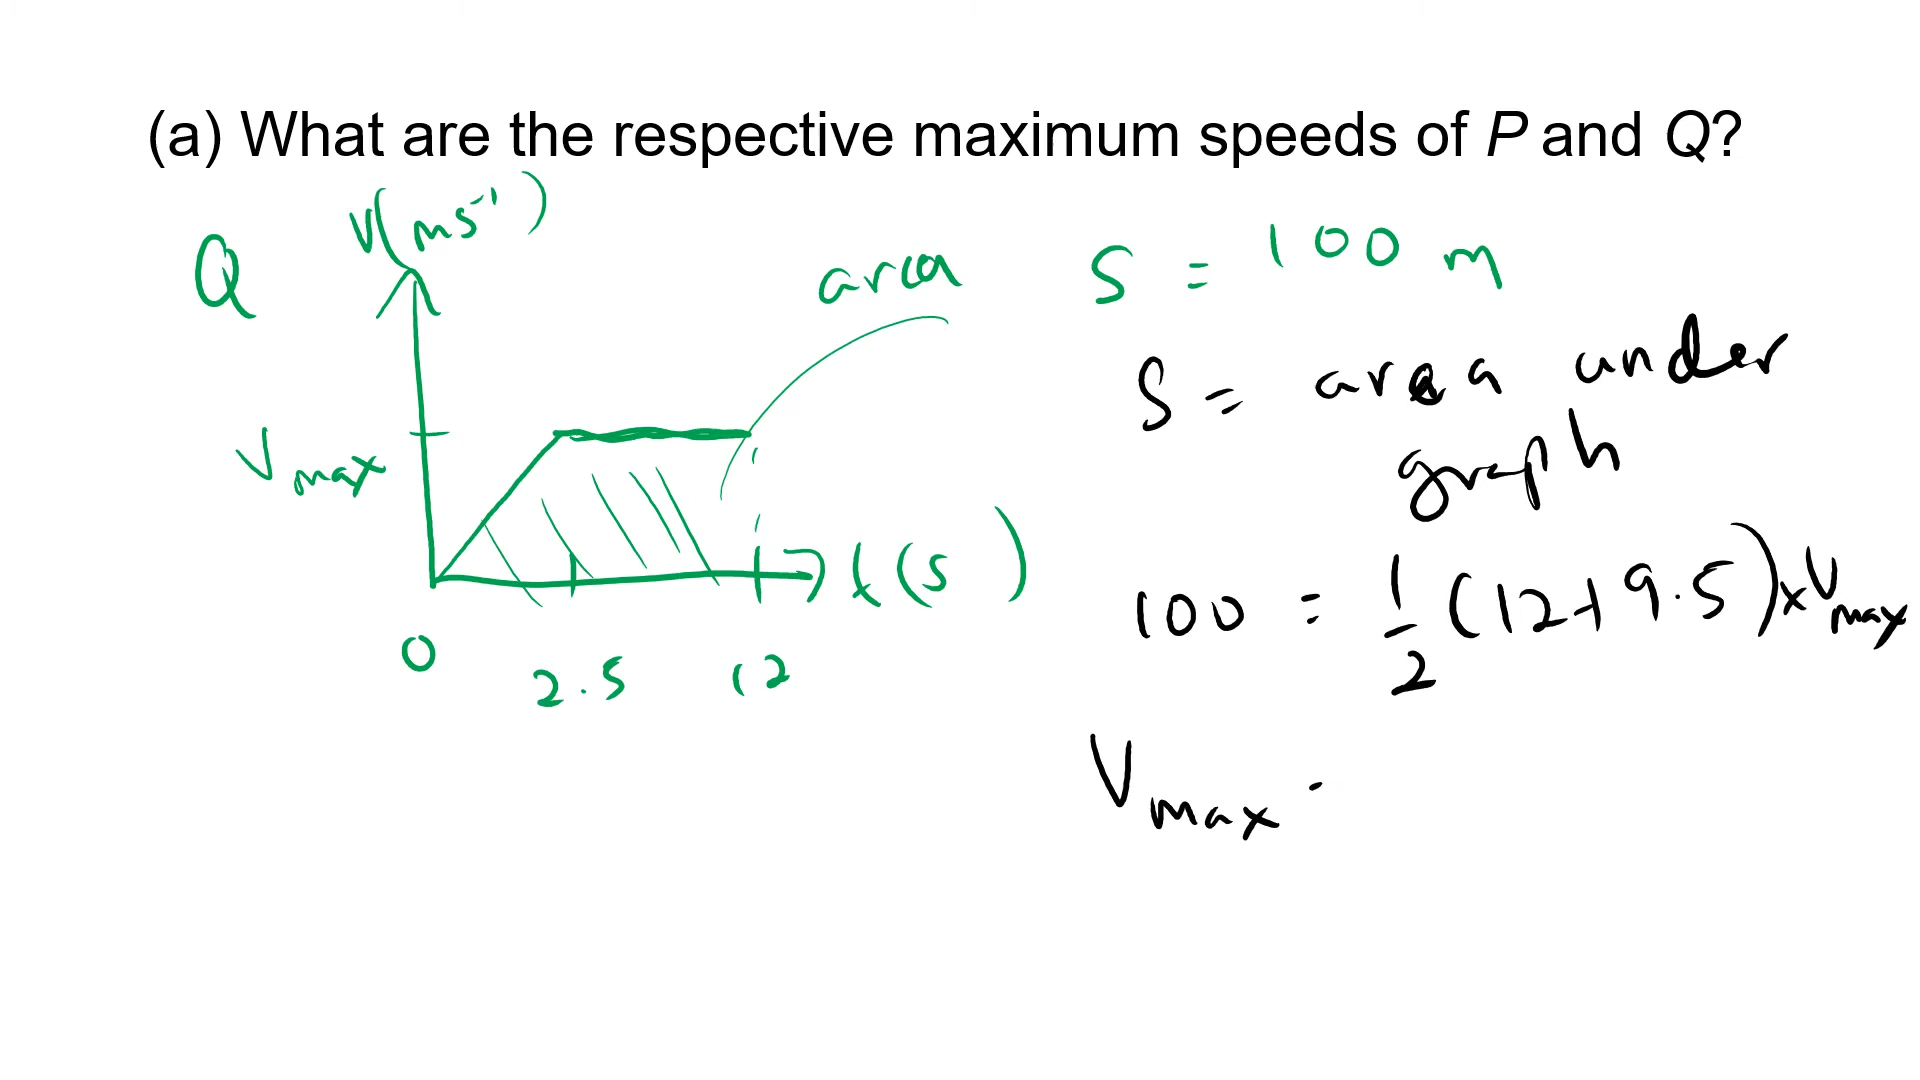 (a) What are the respective maximum speeds of P and Q?
V(ms⁻¹)
Q
area
Vmax
t(s)
0
2.5
12
S = 100 m
S = area under
graph
100 = 1/2 (12+9.5)×Vmax
Vmax -